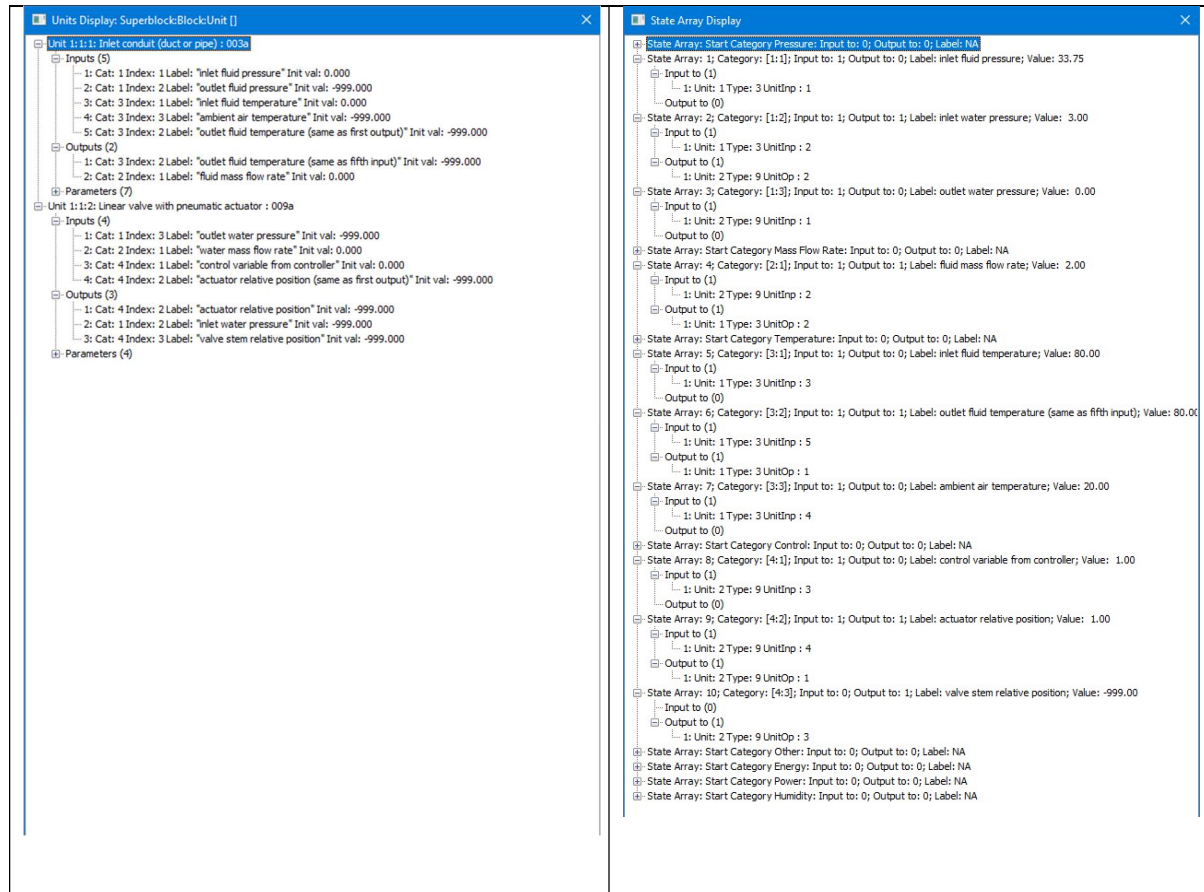 Units Display: Superblock:Block:Unit []
Unit 1:1:1: Inlet conduit (duct or pipe) : 003a
Inputs (5)
1: Cat: 1 Index: 1 Label: "inlet fluid pressure" Init val: 0.000
2: Cat: 1 Index: 2 Label: "outlet fluid pressure" Init val: -999.000
3: Cat: 3 Index: 1 Label: "inlet fluid temperature" Init val: 0.000
4: Cat: 3 Index: 3 Label: "ambient air temperature" Init val: -999.000
5: Cat: 3 Index: 2 Label: "outlet fluid temperature (same as first output)" Init val: -999.000
Outputs (2)
1: Cat: 3 Index: 2 Label: "outlet fluid temperature (same as fifth input)" Init val: -999.000
2: Cat: 2 Index: 1 Label: "fluid mass flow rate" Init val: 0.000
Parameters (7)
Unit 1:1:2: Linear valve with pneumatic actuator : 009a
Inputs (4)
1: Cat: 1 Index: 3 Label: "outlet water pressure" Init val: -999.000
2: Cat: 2 Index: 1 Label: "water mass flow rate" Init val: 0.000
3: Cat: 4 Index: 1 Label: "control variable from controller" Init val: 0.000
4: Cat: 4 Index: 2 Label: "actuator relative position (same as first output)" Init val: -999.000
Outputs (3)
1: Cat: 4 Index: 2 Label: "actuator relative position" Init val: -999.000
2: Cat: 1 Index: 2 Label: "inlet water pressure" Init val: -999.000
3: Cat: 4 Index: 3 Label: "valve stem relative position" Init val: -999.000
Parameters (4)
State Array Display
State Array: Start Category Pressure: Input to: 0; Output to: 0; Label: NA
State Array: 1; Category: [1:1]; Input to: 1; Output to: 0; Label: inlet fluid pressure; Value: 33.75
Input to (1)
1: Unit: 1 Type: 3 UnitInp : 1
Output to (0)
State Array: 2; Category: [1:2]; Input to: 1; Output to: 1; Label: inlet water pressure; Value: 3.00
Input to (1)
1: Unit: 1 Type: 3 UnitInp : 2
Output to (1)
1: Unit: 2 Type: 9 UnitOp : 2
State Array: 3; Category: [1:3]; Input to: 1; Output to: 0; Label: outlet water pressure; Value: 0.00
Input to (1)
1: Unit: 2 Type: 9 UnitInp : 1
Output to (0)
State Array: Start Category Mass Flow Rate: Input to: 0; Output to: 0; Label: NA
State Array: 4; Category: [2:1]; Input to: 1; Output to: 1; Label: fluid mass flow rate; Value: 2.00
Input to (1)
1: Unit: 2 Type: 9 UnitInp : 2
Output to (1)
1: Unit: 1 Type: 3 UnitOp : 2
State Array: Start Category Temperature: Input to: 0; Output to: 0; Label: NA
State Array: 5; Category: [3:1]; Input to: 1; Output to: 0; Label: inlet fluid temperature; Value: 80.00
Input to (1)
1: Unit: 1 Type: 3 UnitInp : 3
Output to (0)
State Array: 6; Category: [3:2]; Input to: 1; Output to: 1; Label: outlet fluid temperature (same as fifth input); Value: 80.00
Input to (1)
1: Unit: 1 Type: 3 UnitInp : 5
Output to (1)
1: Unit: 1 Type: 3 UnitOp : 1
State Array: 7; Category: [3:3]; Input to: 1; Output to: 0; Label: ambient air temperature; Value: 20.00
Input to (1)
1: Unit: 1 Type: 3 UnitInp : 4
Output to (0)
State Array: Start Category Control: Input to: 0; Output to: 0; Label: NA
State Array: 8; Category: [4:1]; Input to: 1; Output to: 0; Label: control variable from controller; Value: 1.00
Input to (1)
1: Unit: 2 Type: 9 UnitInp : 3
Output to (0)
State Array: 9; Category: [4:2]; Input to: 1; Output to: 1; Label: actuator relative position; Value: 1.00
Input to (1)
1: Unit: 2 Type: 9 UnitInp : 4
Output to (1)
1: Unit: 2 Type: 9 UnitOp : 1
State Array: 10; Category: [4:3]; Input to: 0; Output to: 1; Label: valve stem relative position; Value: -999.00
Input to (0)
Output to (1)
1: Unit: 2 Type: 9 UnitOp : 3
State Array: Start Category Other: Input to: 0; Output to: 0; Label: NA
State Array: Start Category Energy: Input to: 0; Output to: 0; Label: NA
State Array: Start Category Power: Input to: 0; Output to: 0; Label: NA
State Array: Start Category Humidity: Input to: 0; Output to: 0; Label: NA